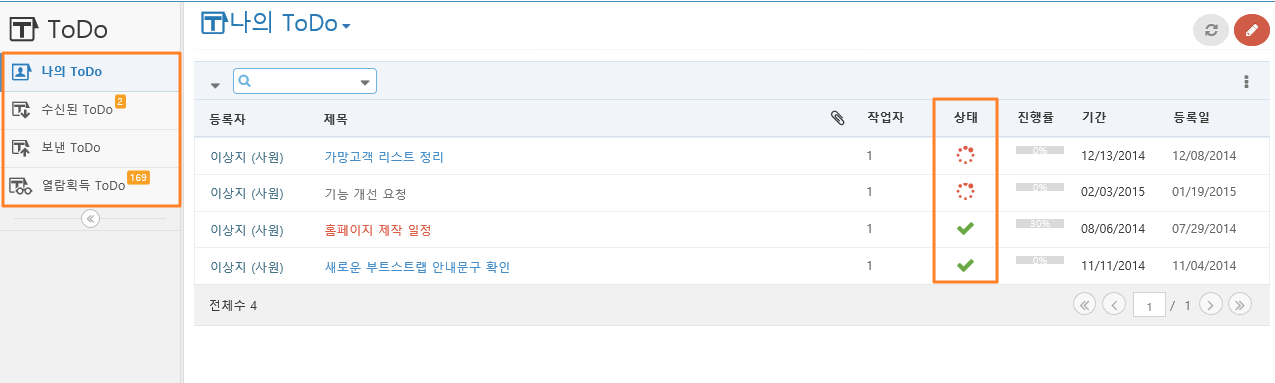 ToDo
나의 ToDo
수신된 ToDo 2
보낸 ToDo
열람획득 ToDo 169
나의 ToDo
등록자 제목 작업자 상태 진행률 기간 등록일
이상지 (사원) 가망고객 리스트 정리 1 0% 12/13/2014 12/08/2014
이상지 (사원) 기능 개선 요청 1 0% 02/03/2015 01/19/2015
이상지 (사원) 홈페이지 제작 일정 1 30% 08/06/2014 07/29/2014
이상지 (사원) 새로운 부트스트랩 안내문구 확인 1 0% 11/11/2014 11/04/2014
전체수 4 1 / 1